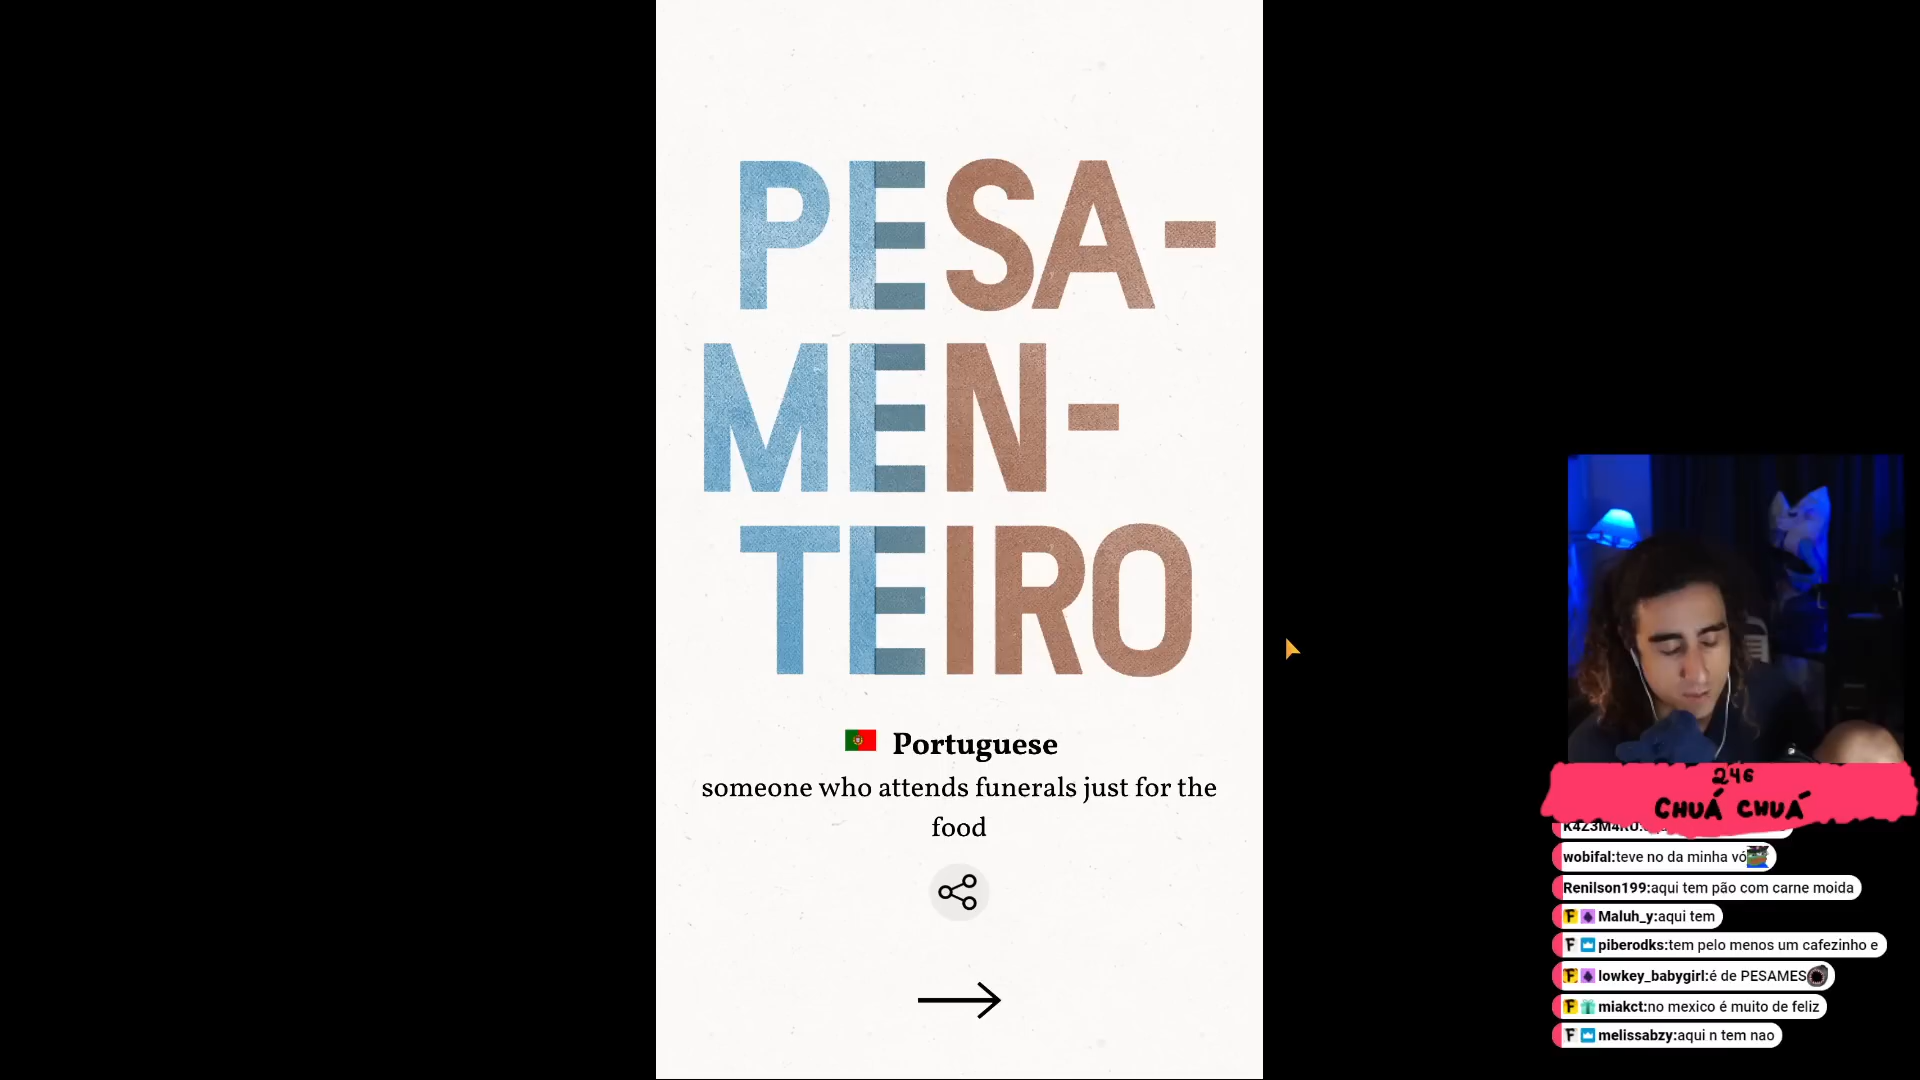 PESA-
MEN-
TEIRO
Portuguese
someone who attends funerals just for the
food
246
CHUÁ CHUÁ
wobifal:teve no da minha vó
Renilson199:aqui tem pão com carne moida
Maluh_y:aqui tem
piberodks:tem pelo menos um cafezinho e
lowkey_babygirl:é de PESAMES
miakct:no mexico é muito de feliz
melissabzy:aqui n tem nao